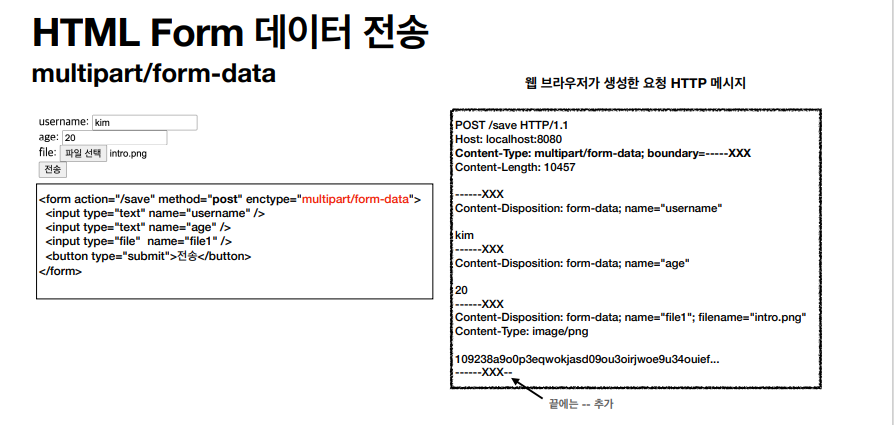 HTML Form 데이터 전송
multipart/form-data
username: kim
age: 20
file: 파일 선택 intro.png
전송
<form action="/save" method="post" enctype="multipart/form-data">
<input type="text" name="username" />
<input type="text" name="age" />
<input type="file" name="file1" />
<button type="submit">전송</button>
</form>
웹 브라우저가 생성한 요청 HTTP 메시지
POST /save HTTP/1.1
Host: localhost:8080
Content-Type: multipart/form-data; boundary=-----XXX
Content-Length: 10457
------XXX
Content-Disposition: form-data; name="username"
kim
------XXX
Content-Disposition: form-data; name="age"
20
------XXX
Content-Disposition: form-data; name="file1"; filename="intro.png"
Content-Type: image/png
109238a9o0p3eqwokjasd09ou3oirjwoe9u34ouief...
------XXX--
끝에는 -- 추가